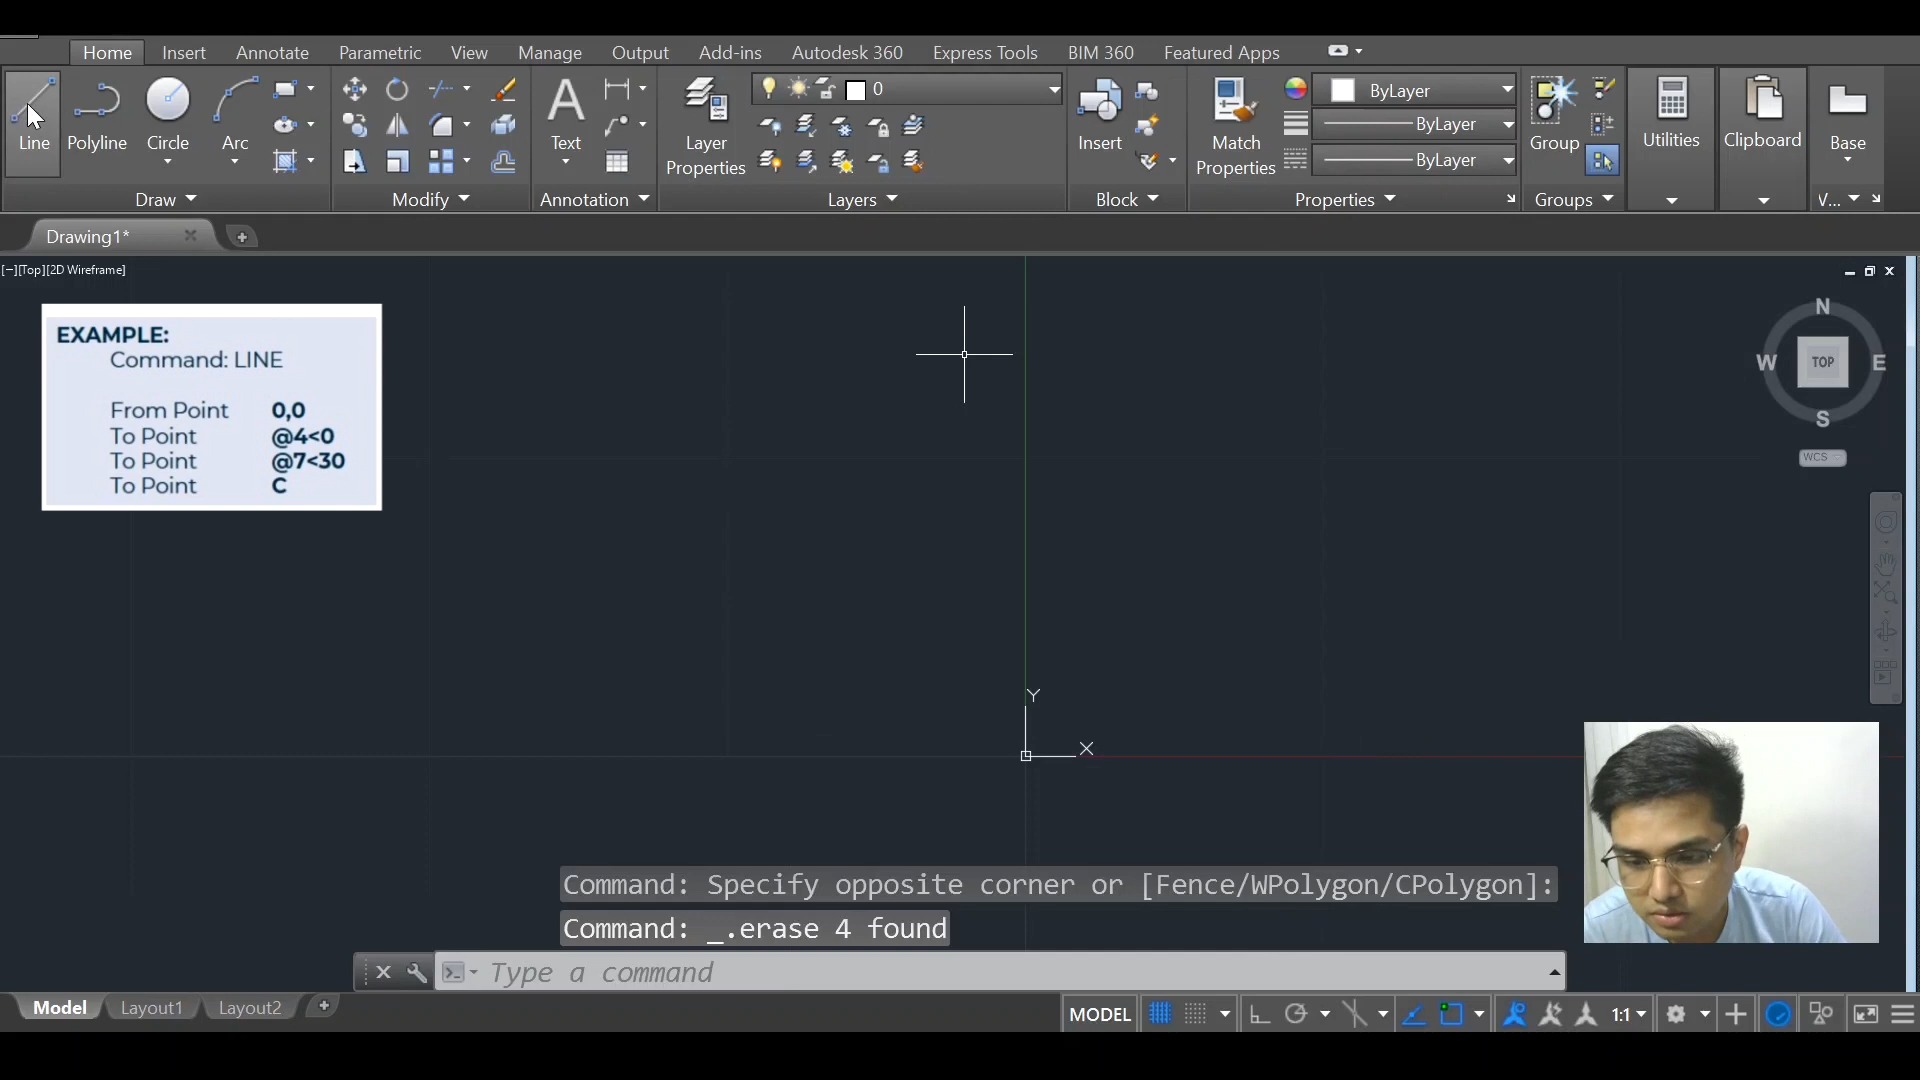 Home Insert Annotate Parametric View Manage Output Add-ins Autodesk 360 Express Tools BIM 360 Featured Apps
0
ByLayer
ByLayer
ByLayer
Line Polyline Circle Arc
Text
Layer Properties
Insert
Match Properties
Group
Utilities
Clipboard
Base
Draw Modify Annotation Layers Block Properties Groups V...
Drawing1*
[−][Top][2D Wireframe]
EXAMPLE:
Command: LINE
From Point 0,0
To Point @4<0
To Point @7<30
To Point C
N
W TOP E
S
WCS
Y
X
Command: Specify opposite corner or [Fence/WPolygon/CPolygon]:
Command: _.erase 4 found
Type a command
Model Layout1 Layout2
MODEL
1:1